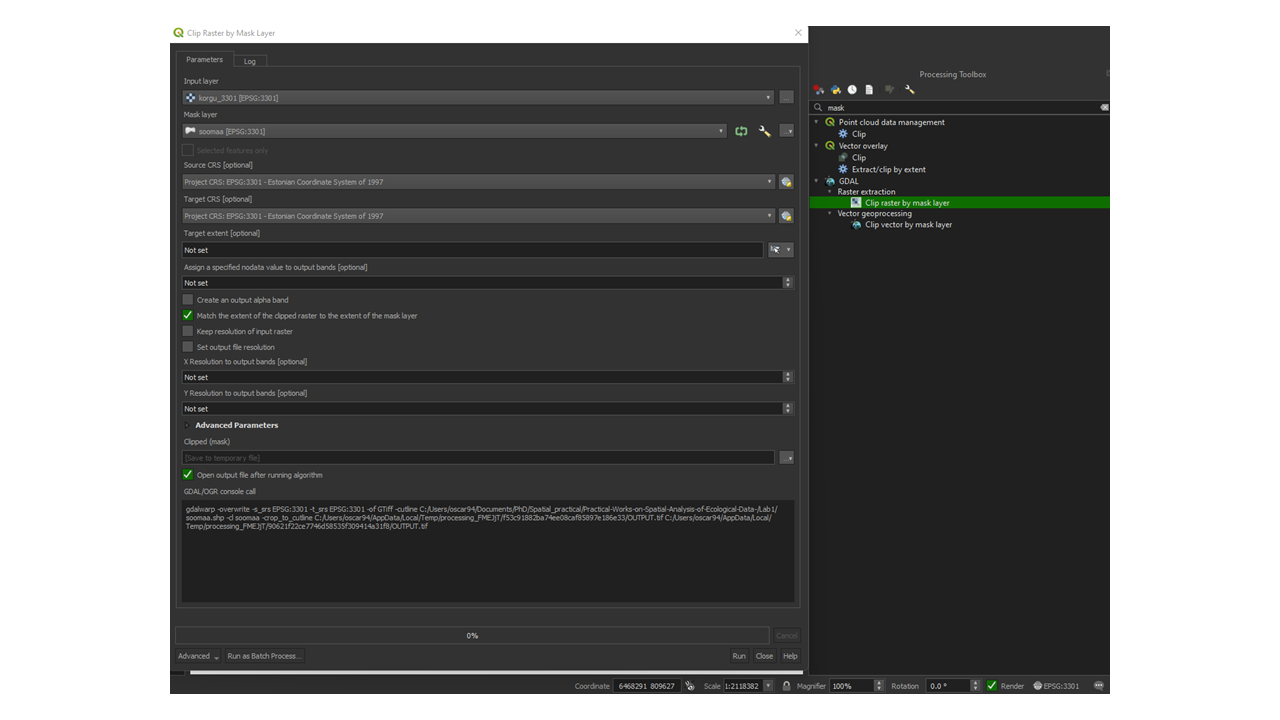 Clip Raster by Mask Layer
Parameters
Log
Input layer
korgu_3301 [EPSG:3301]
...
Mask layer
soomaa [EPSG:3301]
...
Selected features only
Source CRS [optional]
Project CRS: EPSG:3301 - Estonian Coordinate System of 1997
Target CRS [optional]
Project CRS: EPSG:3301 - Estonian Coordinate System of 1997
Target extent [optional]
Not set
Assign a specified nodata value to output bands [optional]
Not set
Create an output alpha band
Match the extent of the clipped raster to the extent of the mask layer
Keep resolution of input raster
Set output file resolution
X Resolution to output bands [optional]
Not set
Y Resolution to output bands [optional]
Not set
Advanced Parameters
Clipped (mask)
[Save to temporary file]
...
Open output file after running algorithm
GDAL/OGR console call
gdalwarp -overwrite -s_srs EPSG:3301 -t_srs EPSG:3301 -of GTiff -cutline C:/Users/oscar94/Documents/PhD/Spatial_practical/Practical-Works-on-Spatial-Analysis-of-Ecological-Data-/Lab1/
soomaa.shp -cl soomaa -crop_to_cutline C:/Users/oscar94/AppData/Local/Temp/processing_FMEJjT/f53c91882ba74ee08caf85897e186e33/OUTPUT.tif C:/Users/oscar94/AppData/Local/
Temp/processing_FMEJjT/90621f22ce7746d58535f309414a31f8/OUTPUT.tif
0%
Cancel
Advanced
Run as Batch Process...
Run
Close
Help
Processing Toolbox
mask
Point cloud data management
Clip
Vector overlay
Clip
Extract/clip by extent
GDAL
Raster extraction
Clip raster by mask layer
Vector geoprocessing
Clip vector by mask layer
Coordinate 6468291 809627 Scale 1:2118382 Magnifier 100% Rotation 0.0 ° Render EPSG:3301